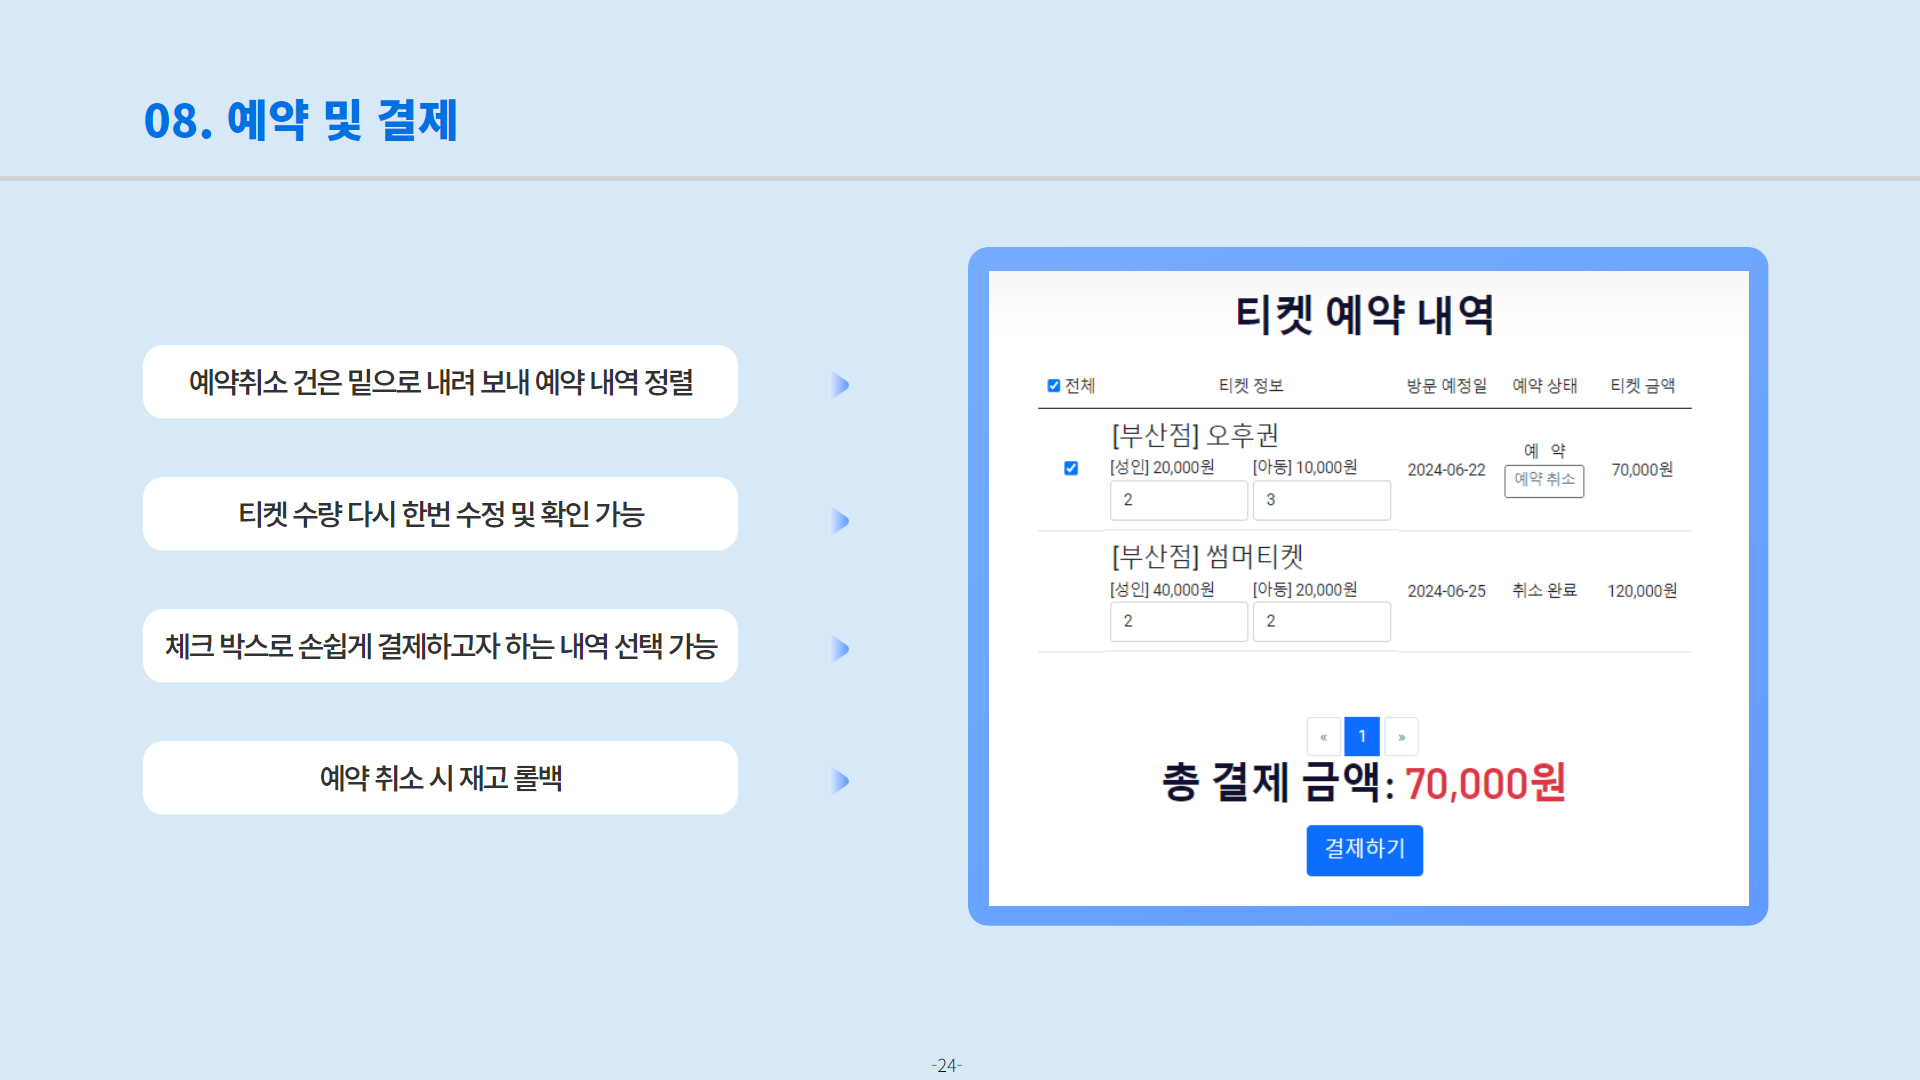 08. 예약 및 결제
예약취소 건은 밑으로 내려 보내 예약 내역 정렬
티켓 수량 다시 한번 수정 및 확인 가능
체크 박스로 손쉽게 결제하고자 하는 내역 선택 가능
예약 취소 시 재고 롤백
티켓 예약 내역
전체 티켓 정보 방문 예정일 예약 상태 티켓 금액
[부산점] 오후권
[성인] 20,000원 [아동] 10,000원
2 3
2024-06-22
예 약
예약 취소
70,000원
[부산점] 썸머티켓
[성인] 40,000원 [아동] 20,000원
2 2
2024-06-25 취소 완료 120,000원
« 1 »
총 결제 금액: 70,000원
결제하기
-24-